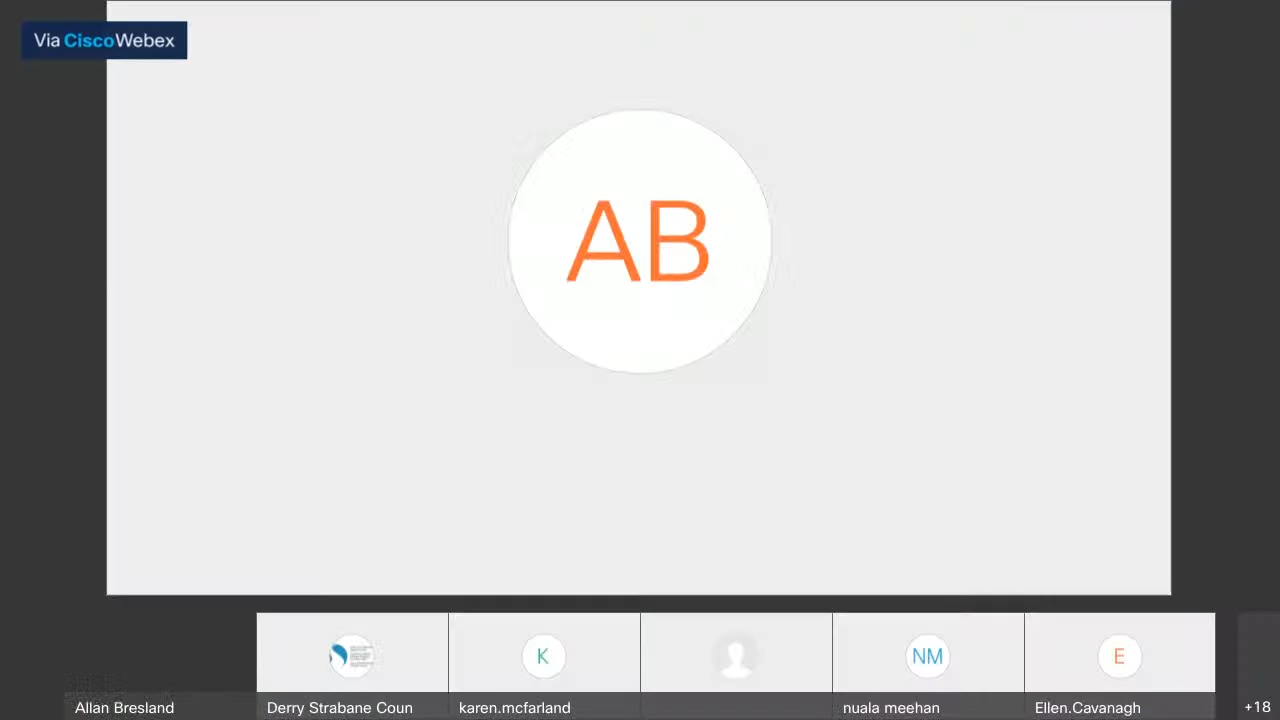 Via CiscoWebex
AB
K
NM
E
Allan Bresland
Derry Strabane Coun
karen.mcfarland
nuala meehan
Ellen.Cavanagh
+18